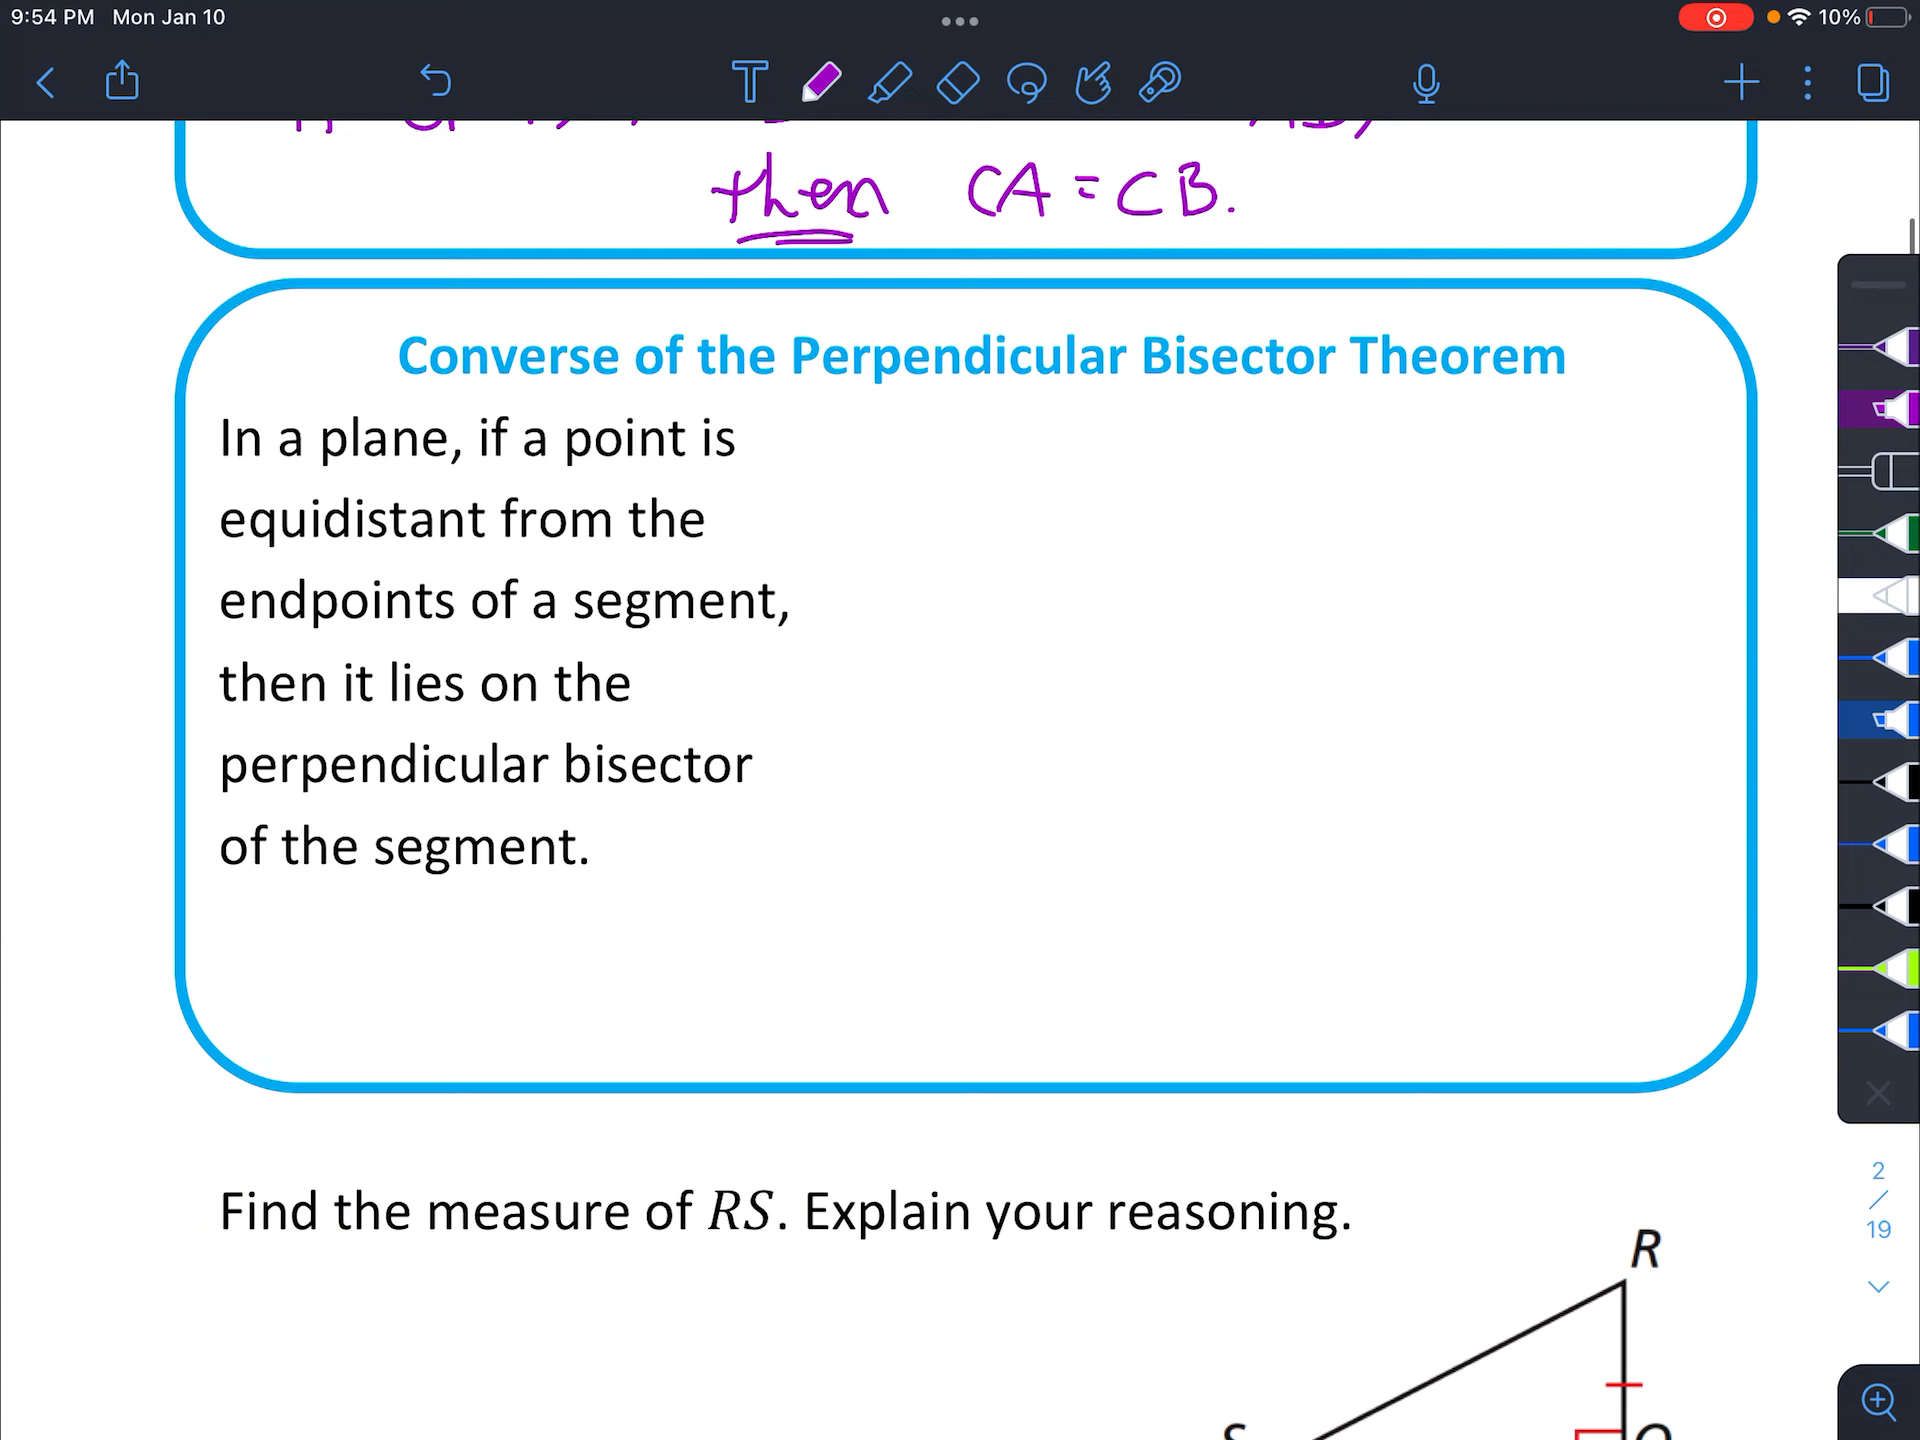 9:54 PM Mon Jan 10
10%
then CA = CB.
Converse of the Perpendicular Bisector Theorem
In a plane, if a point is
equidistant from the
endpoints of a segment,
then it lies on the
perpendicular bisector
of the segment.
2
/
19
Find the measure of RS. Explain your reasoning.
R
S